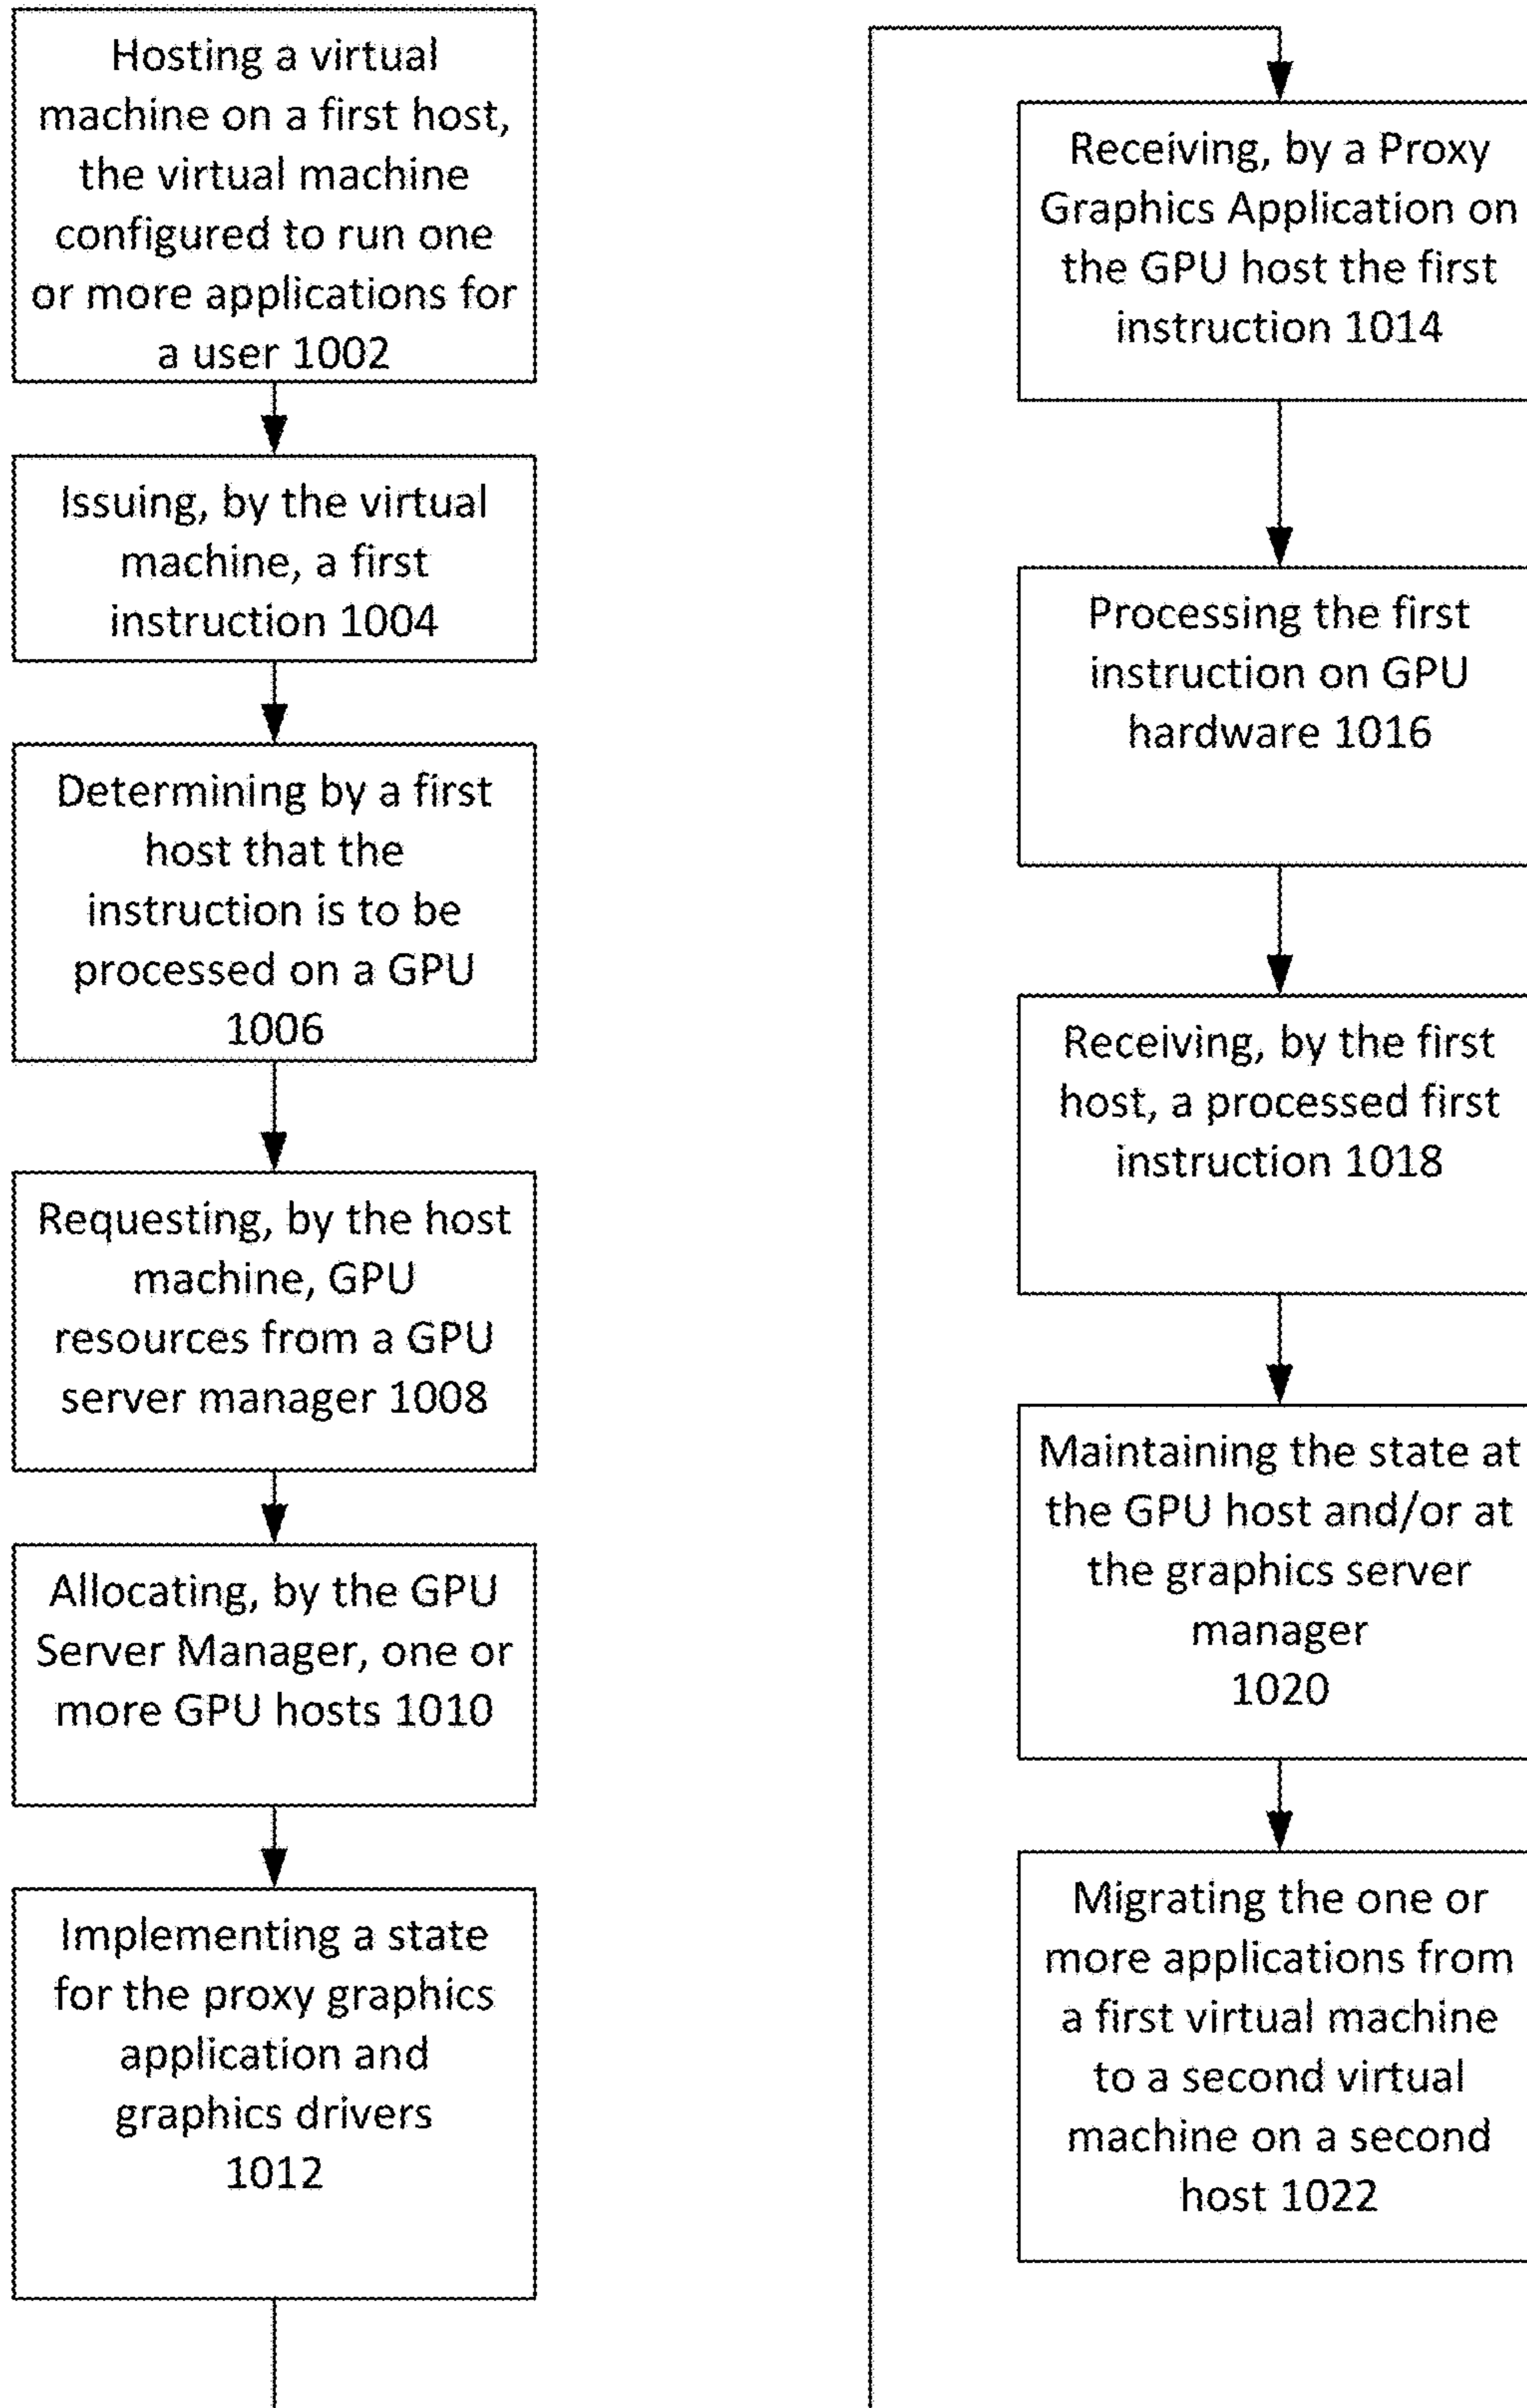 Hosting a virtual
machine on a first host,
the virtual machine
configured to run one
or more applications for
a user 1002
Issuing, by the virtual
machine, a first
instruction 1004
Determining by a first
host that the
instruction is to be
processed on a GPU
1006
Requesting, by the host
machine, GPU
resources from a GPU
server manager 1008
Allocating, by the GPU
Server Manager, one or
more GPU hosts 1010
Implementing a state
for the proxy graphics
application and
graphics drivers
1012
Receiving, by a Proxy
Graphics Application on
the GPU host the first
instruction 1014
Processing the first
instruction on GPU
hardware 1016
Receiving, by the first
host, a processed first
instruction 1018
Maintaining the state at
the GPU host and/or at
the graphics server
manager
1020
Migrating the one or
more applications from
a first virtual machine
to a second virtual
machine on a second
host 1022